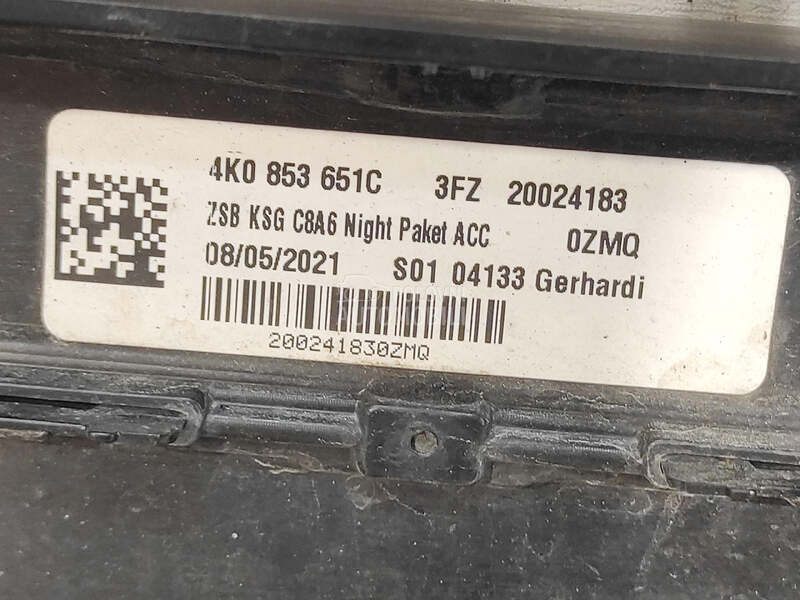 4K0 853 651C 3FZ 20024183
ZSB KSG C8A6 Night Paket ACC 0ZMQ
08/05/2021 S01 04133 Gerhardi
200241830ZMQ